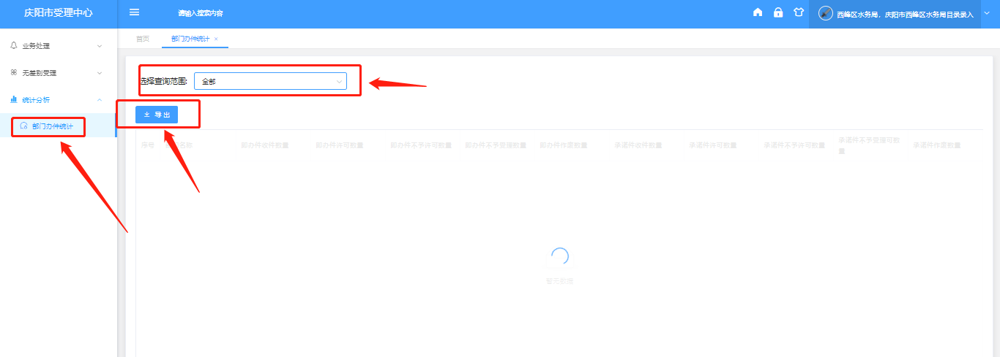 庆阳市受理中心
请输入搜索内容
西峰区水务局，庆阳市西峰区水务局目录录入
业务处理
无差别受理
统计分析
部门办件统计
首页
部门办件统计 ×
选择查询范围: 全部
导 出
序号 名称 即办件收件数量 即办件许可数量 即办件不予许可数量 即办件不予受理数量 即办件作废数量 承诺件收件数量 承诺件许可数量 承诺件不予许可数量 承诺件不予受理可数 承诺件作废数量
量
暂无数据